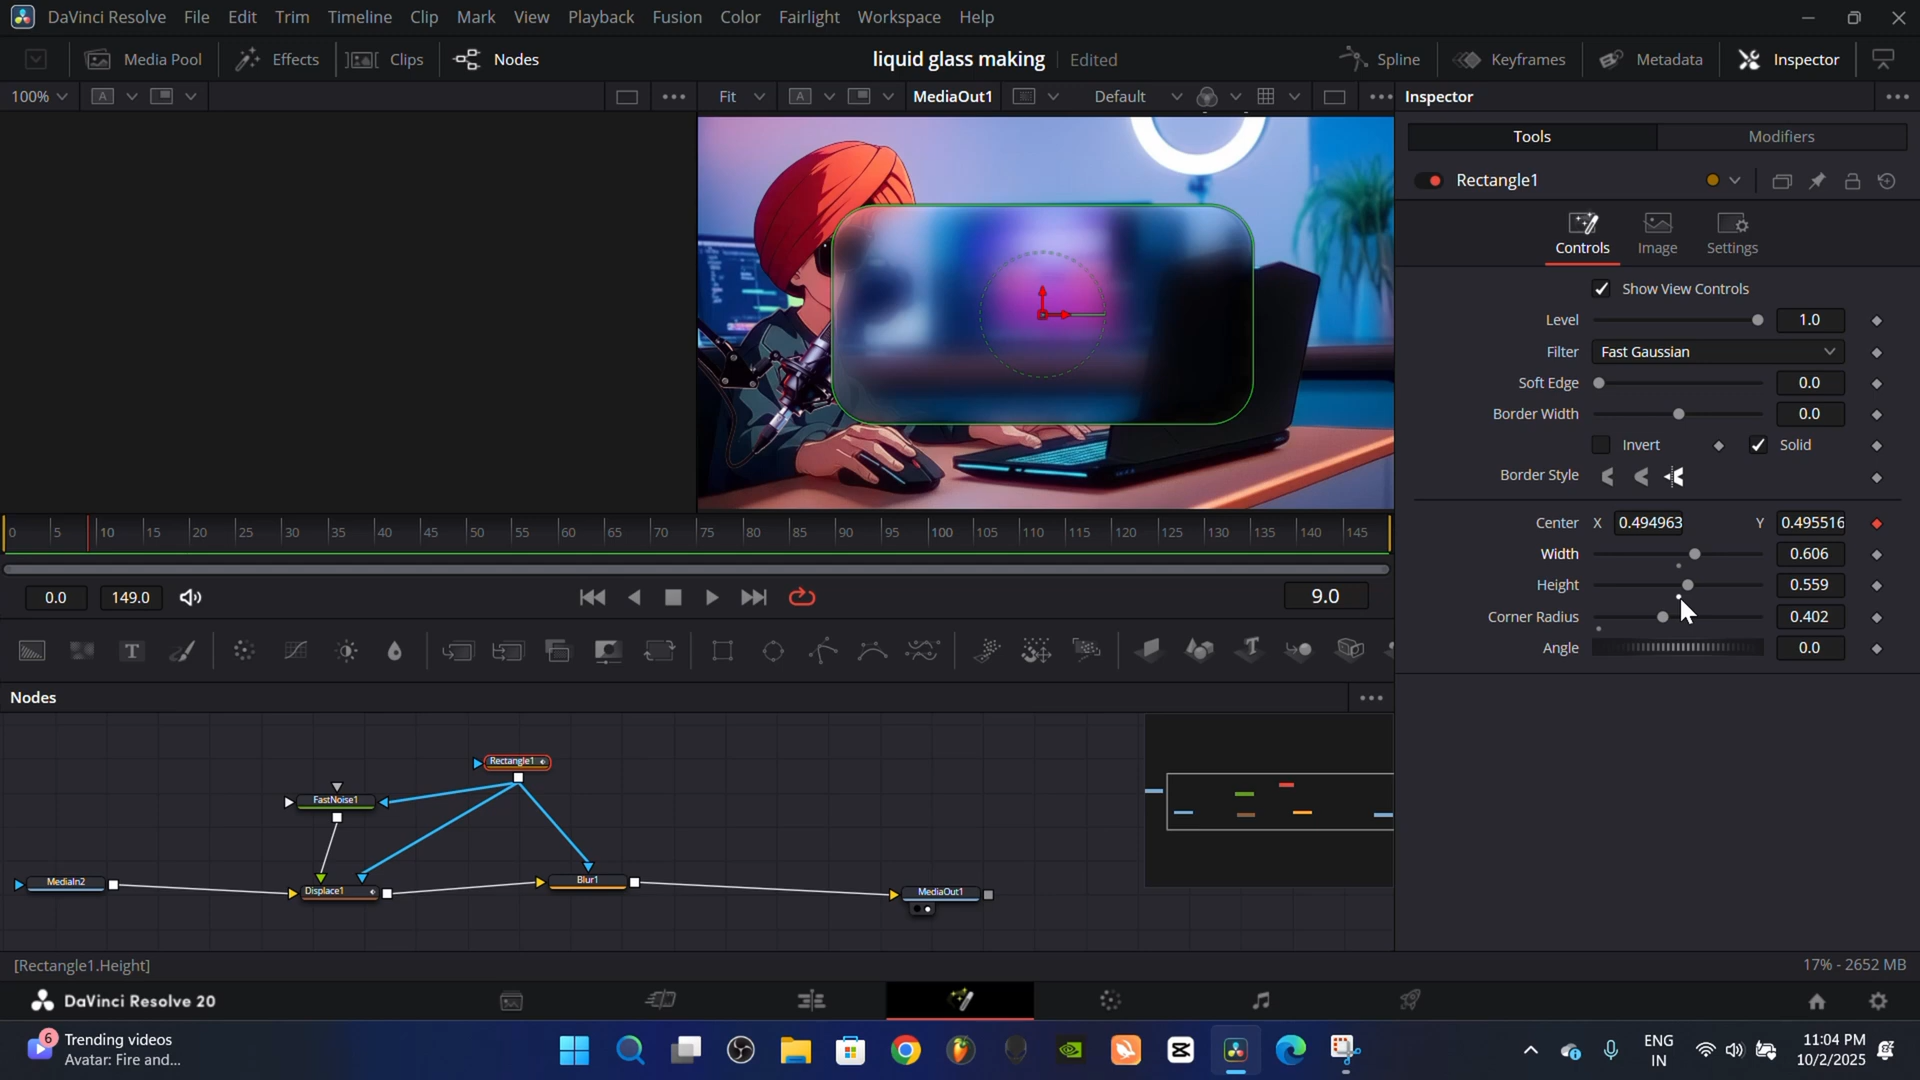 DaVinci Resolve File Edit Trim Timeline Clip Mark View Playback Fusion Color Fairlight Workspace Help
Media Pool Effects Clips Nodes liquid glass making Edited Spline Keyframes Metadata Inspector
100% A Fit A MediaOut1 Default Inspector
Tools Modifiers
Rectangle1
Controls Image Settings
Show View Controls
Level 1.0
Filter Fast Gaussian
Soft Edge 0.0
Border Width 0.0
Invert Solid
Border Style
Center X 0.494963 Y 0.495516
Width 0.606
Height 0.559
Corner Radius 0.402
Angle 0.0
0 5 10 15 20 25 30 35 40 45 50 55 60 65 70 75 80 85 90 95 100 105 110 115 120 125 130 135 140 145
0.0 149.0 9.0
T T
Nodes
Rectangle1
FastNoise1
MediaIn2 Displace1 Blur1 MediaOut1
[Rectangle1.Height] 17% - 2652 MB
DaVinci Resolve 20
6 Trending videos
Avatar: Fire and...
ENG
IN
11:04 PM
10/2/2025